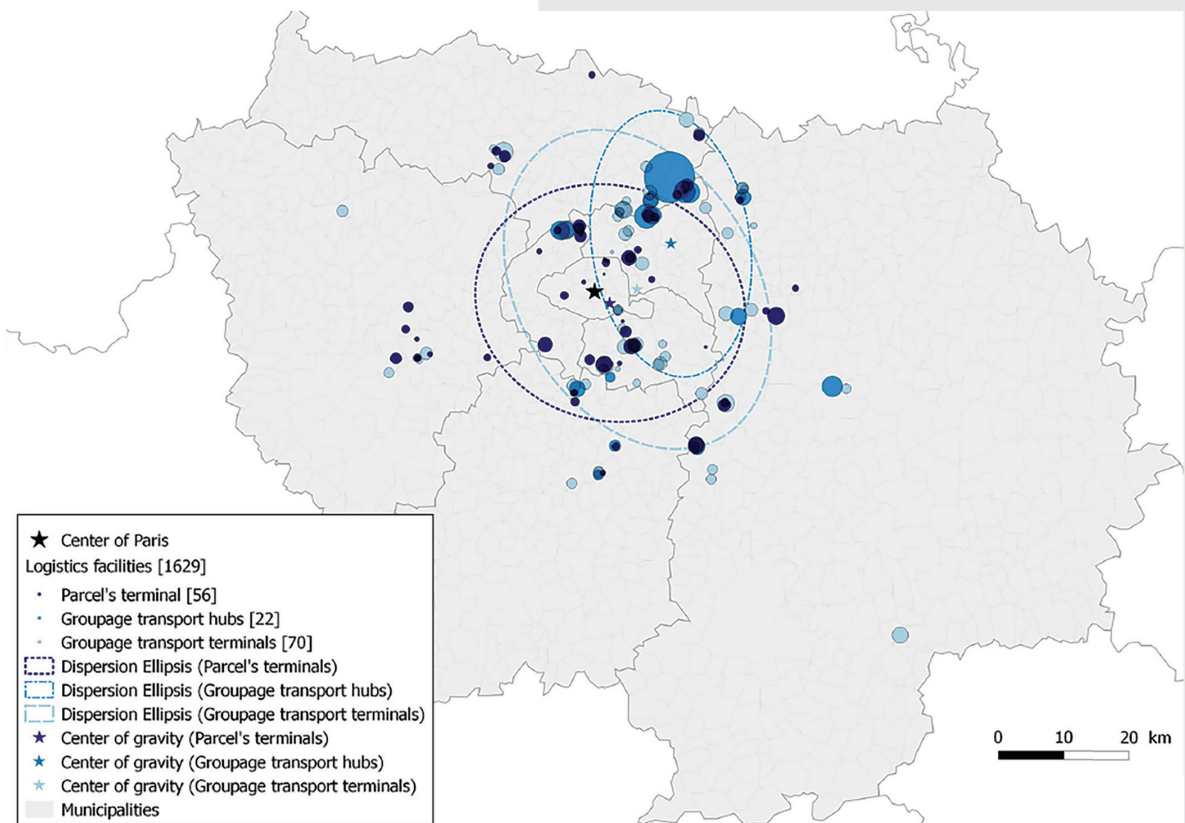 Center of Paris
Logistics facilities [1629]
Parcel's terminal [56]
Groupage transport hubs [22]
Groupage transport terminals [70]
Dispersion Ellipsis (Parcel's terminals)
Dispersion Ellipsis (Groupage transport hubs)
Dispersion Ellipsis (Groupage transport terminals)
Center of gravity (Parcel's terminals)
Center of gravity (Groupage transport hubs)
Center of gravity (Groupage transport terminals)
Municipalities
0 10 20 km